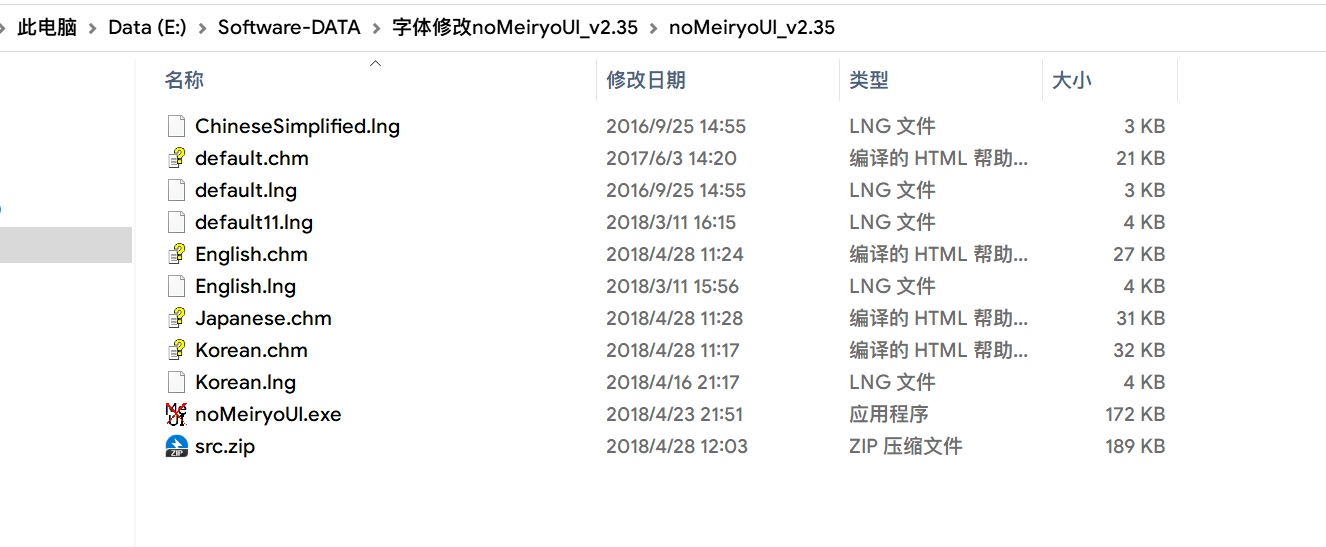 此电脑 > Data (E:) > Software-DATA > 字体修改noMeiryoUI_v2.35 > noMeiryoUI_v2.35
名称 修改日期 类型 大小
ChineseSimplified.lng 2016/9/25 14:55 LNG 文件 3 KB
default.chm 2017/6/3 14:20 编译的 HTML 帮助... 21 KB
default.lng 2016/9/25 14:55 LNG 文件 3 KB
default11.lng 2018/3/11 16:15 LNG 文件 4 KB
English.chm 2018/4/28 11:24 编译的 HTML 帮助... 27 KB
English.lng 2018/3/11 15:56 LNG 文件 4 KB
Japanese.chm 2018/4/28 11:28 编译的 HTML 帮助... 31 KB
Korean.chm 2018/4/28 11:17 编译的 HTML 帮助... 32 KB
Korean.lng 2018/4/16 21:17 LNG 文件 4 KB
noMeiryoUI.exe 2018/4/23 21:51 应用程序 172 KB
src.zip 2018/4/28 12:03 ZIP 压缩文件 189 KB